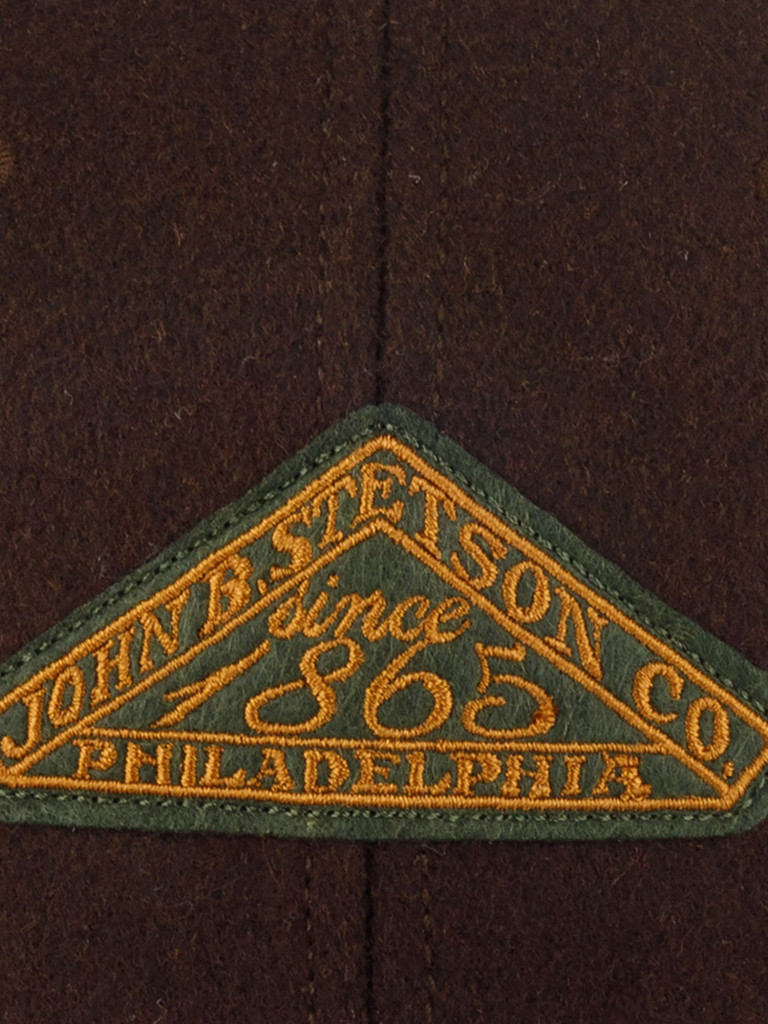 JOHN B. STETSON CO.
since
1865
PHILADELPHIA